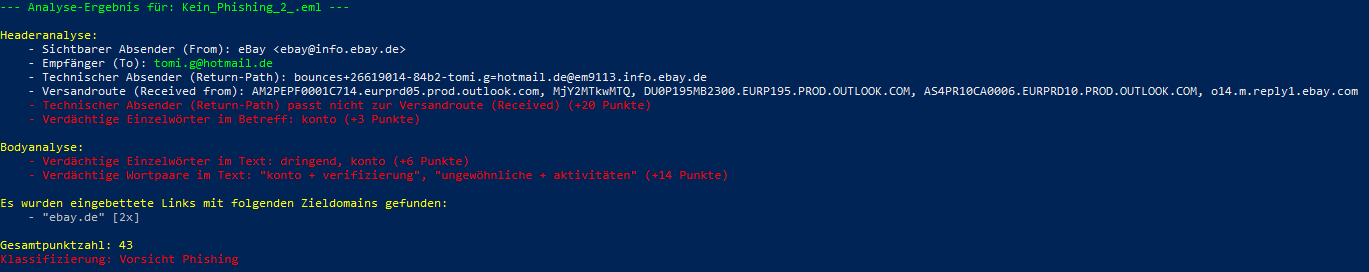 --- Analyse-Ergebnis für: Kein_Phishing_2_.eml ---
Headeranalyse:
- Sichtbarer Absender (From): eBay <ebay@info.ebay.de>
- Empfänger (To): tomi.g@hotmail.de
- Technischer Absender (Return-Path): bounces+26619014-84b2-tomi.g=hotmail.de@em9113.info.ebay.de
- Versandroute (Received from): AM2PEPF0001C714.eurprd05.prod.outlook.com, MjY2MTkwMTQ, DU0P195MB2300.EURP195.PROD.OUTLOOK.COM, AS4PR10CA0006.EURPRD10.PROD.OUTLOOK.COM, o14.m.reply1.ebay.com
- Technischer Absender (Return-Path) passt nicht zur Versandroute (Received) (+20 Punkte)
- Verdächtige Einzelwörter im Betreff: konto (+3 Punkte)
Bodyanalyse:
- Verdächtige Einzelwörter im Text: dringend, konto (+6 Punkte)
- Verdächtige Wortpaare im Text: "konto + verifizierung", "ungewöhnliche + aktivitäten" (+14 Punkte)
Es wurden eingebettete Links mit folgenden Zieldomains gefunden:
- "ebay.de" [2x]
Gesamtpunktzahl: 43
Klassifizierung: Vorsicht Phishing